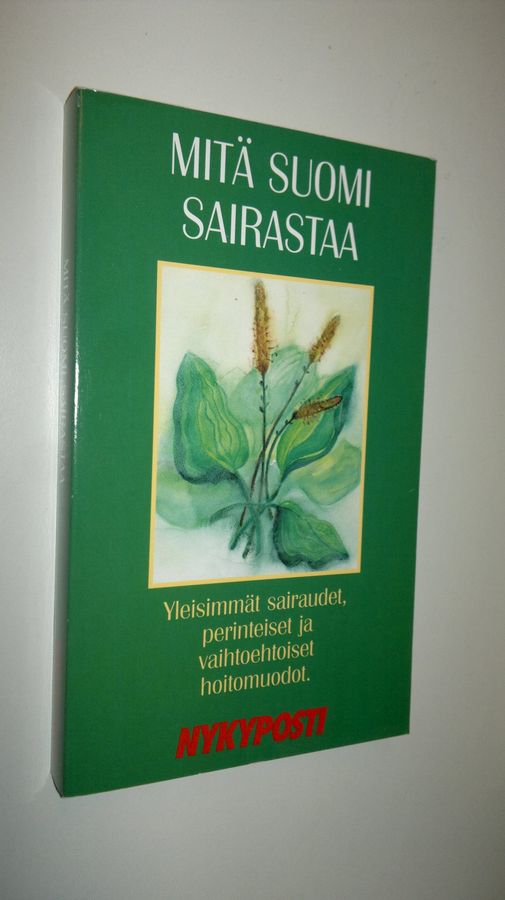 MITÄ SUOMI
SAIRASTAA
Yleisimmät sairaudet,
perinteiset ja
vaihtoehtoiset
hoitomuodot.
NYKYPOSTI
MITÄ SUOMI SAIRASTAA